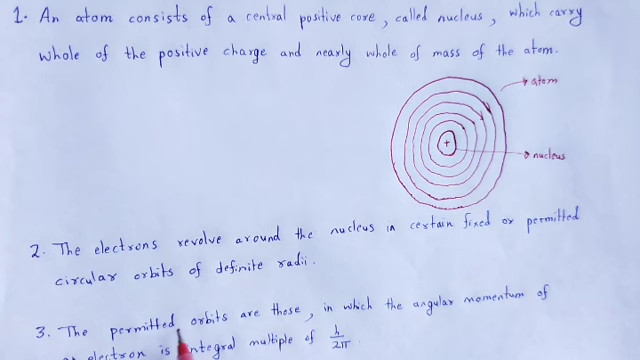 1. An atom consists of a central positive core, called nucleus, which carry
whole of the positive charge and nearly whole of mass of the atom.
atom
+
nucleus
2. The electrons revolve around the nucleus in certain fixed or permitted
circular orbits of definite radii.
3. The permitted orbits are those, in which the angular momentum of
electron is integral multiple of h/2π.